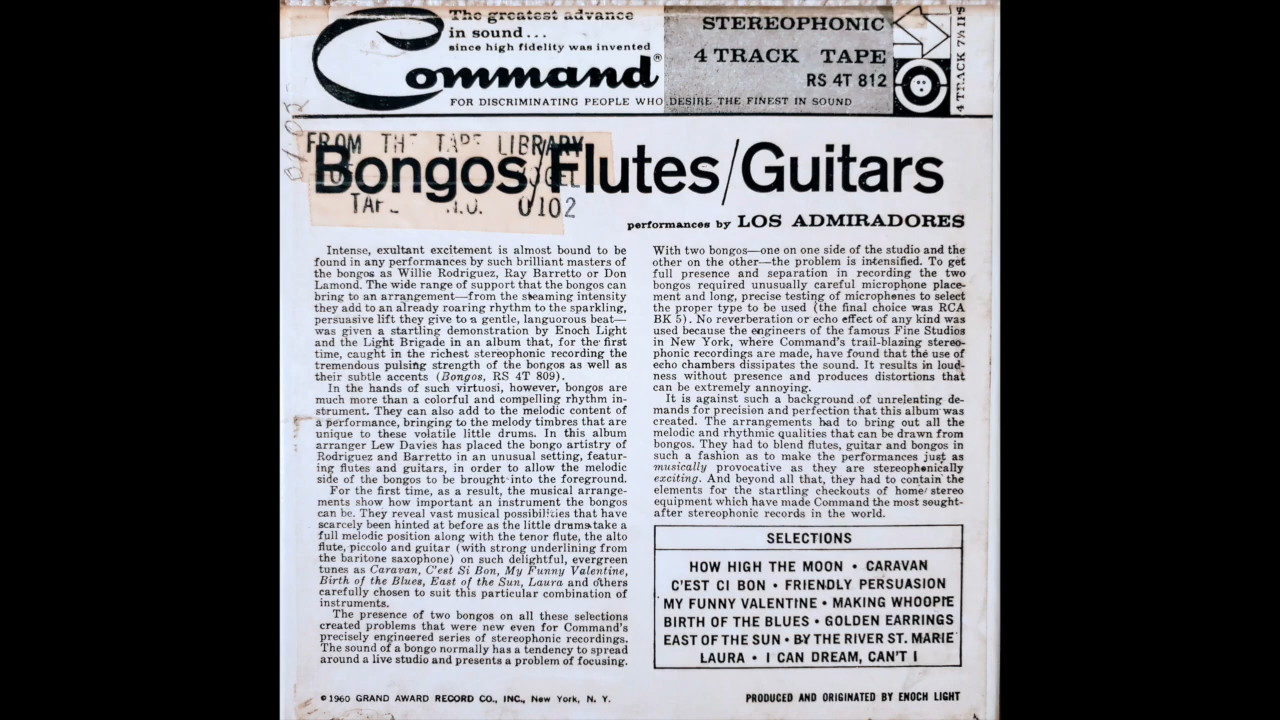 The greatest advance
in sound...
since high fidelity was invented
Command®
FOR DISCRIMINATING PEOPLE WHO DESIRE THE FINEST IN SOUND
STEREOPHONIC
4 TRACK TAPE
RS 4T 812
4 TRACK 7½ IPS
FROM TH TAPE LIBRARY
TAP 0102
0102
Bongos/Flutes/Guitars
performances by LOS ADMIRADORES
Intense, exultant excitement is almost bound to be
found in any performances by such brilliant masters of
the bongos as Willie Rodriguez, Ray Barretto or Don
Lamond. The wide range of support that the bongos can
bring to an arrangement—from the steaming intensity
they add to an already roaring rhythm to the sparkling,
persuasive lift they give to a gentle, languorous beat—
was given a startling demonstration by Enoch Light
and the Light Brigade in an album that, for the first
time, caught in the richest stereophonic recording the
tremendous pulsing strength of the bongos as well as
their subtle accents (Bongos, RS 4T 809).
In the hands of such virtuosi, however, bongos are
much more than a colorful and compelling rhythm in-
strument. They can also add to the melodic content of
a performance, bringing to the melody timbres that are
unique to these volatile little drums. In this album
arranger Lew Davies has placed the bongo artistry of
Rodriguez and Barretto in an unusual setting, featur-
ing flutes and guitars, in order to allow the melodic
side of the bongos to be brought into the foreground.
For the first time, as a result, the musical arrange-
ments show how important an instrument the bongos
can be. They reveal vast musical possibilities that have
scarcely been hinted at before as the little drums take a
full melodic position along with the tenor flute, the alto
flute, piccolo and guitar (with strong underlining from
the baritone saxophone) on such delightful, evergreen
tunes as Caravan, C'est Si Bon, My Funny Valentine,
Birth of the Blues, East of the Sun, Laura and others
carefully chosen to suit this particular combination of
instruments.
The presence of two bongos on all these selections
created problems that were new even for Command's
precisely engineered series of stereophonic recordings.
The sound of a bongo normally has a tendency to spread
around a live studio and presents a problem of focusing.
With two bongos—one on one side of the studio and the
other on the other—the problem is intensified. To get
full presence and separation in recording the two
bongos required unusually careful microphone place-
ment and long, precise testing of microphones to select
the proper type to be used (the final choice was RCA
BK 5). No reverberation or echo effect of any kind was
used because the engineers of the famous Fine Studios
in New York, where Command's trail-blazing stereo-
phonic recordings are made, have found that the use of
echo chambers dissipates the sound. It results in loud-
ness without presence and produces distortions that
can be extremely annoying.
It is against such a background of unrelenting de-
mands for precision and perfection that this album was
created. The arrangements had to bring out all the
melodic and rhythmic qualities that can be drawn from
bongos. They had to blend flutes, guitar and bongos in
such a fashion as to make the performances just as
musically provocative as they are stereophonically
exciting. And beyond all that, they had to contain the
elements for the startling checkouts of home stereo
equipment which have made Command the most sought-
after stereophonic records in the world.
SELECTIONS
HOW HIGH THE MOON • CARAVAN
C'EST CI BON • FRIENDLY PERSUASION
MY FUNNY VALENTINE • MAKING WHOOPIE
BIRTH OF THE BLUES • GOLDEN EARRINGS
EAST OF THE SUN • BY THE RIVER ST. MARIE
LAURA • I CAN DREAM, CAN'T I
©1960 GRAND AWARD RECORD CO., INC., New York, N. Y.
PRODUCED AND ORIGINATED BY ENOCH LIGHT